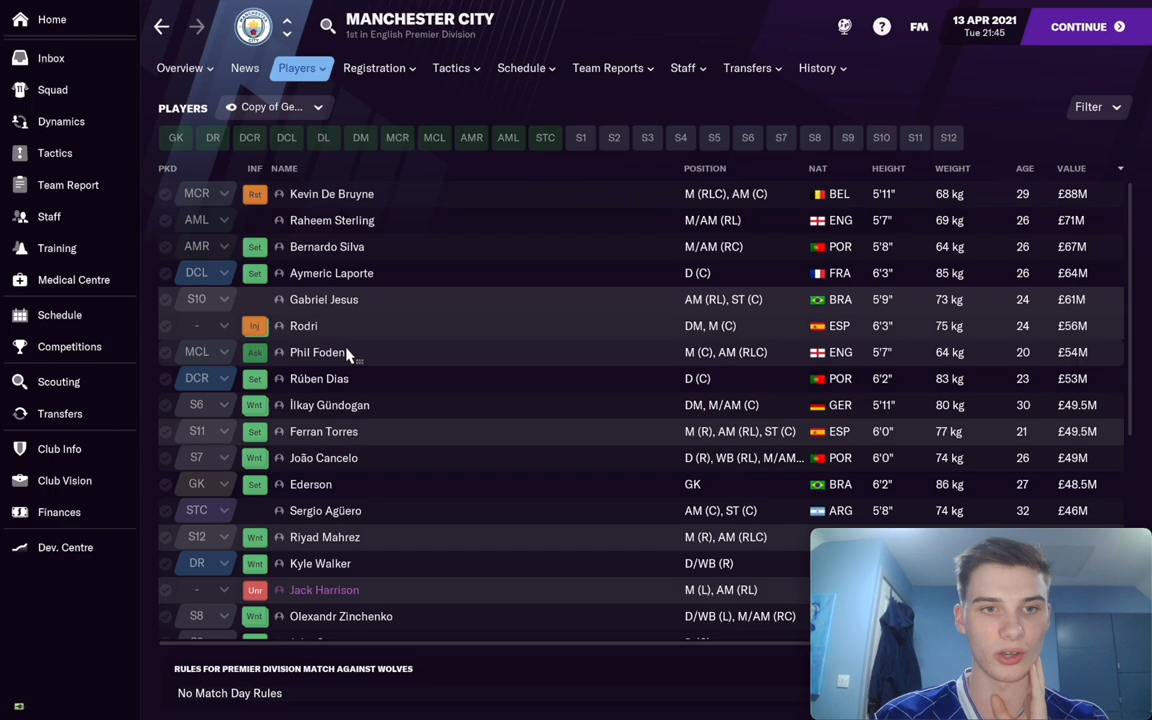 Home
MANCHESTER CITY
1st in English Premier Division
?
FM
13 APR 2021
Tue 21:45
CONTINUE
Inbox
Squad
Dynamics
Tactics
Team Report
Staff
Training
Medical Centre
Schedule
Competitions
Scouting
Transfers
Club Info
Club Vision
Finances
Dev. Centre
Overview News Players Registration Tactics Schedule Team Reports Staff Transfers History
PLAYERS Copy of Ge... Filter
GK DR DCR DCL DL DM MCR MCL AMR AML STC S1 S2 S3 S4 S5 S6 S7 S8 S9 S10 S11 S12
PKD INF NAME POSITION NAT HEIGHT WEIGHT AGE VALUE
MCR Rst Kevin De Bruyne M (RLC), AM (C) BEL 5'11" 68 kg 29 £88M
AML Raheem Sterling M/AM (RL) ENG 5'7" 69 kg 26 £71M
AMR Set Bernardo Silva M/AM (RC) POR 5'8" 64 kg 26 £67M
DCL Set Aymeric Laporte D (C) FRA 6'3" 85 kg 26 £64M
S10 Gabriel Jesus AM (RL), ST (C) BRA 5'9" 73 kg 24 £61M
- Inj Rodri DM, M (C) ESP 6'3" 75 kg 24 £56M
MCL Ask Phil Foden M (C), AM (RLC) ENG 5'7" 64 kg 20 £54M
DCR Set Rúben Dias D (C) POR 6'2" 83 kg 23 £53M
S6 Wnt İlkay Gündogan DM, M/AM (C) GER 5'11" 80 kg 30 £49.5M
S11 Set Ferran Torres M (R), AM (RL), ST (C) ESP 6'0" 77 kg 21 £49.5M
S7 Wnt João Cancelo D (R), WB (RL), M/AM... POR 6'0" 74 kg 26 £49M
GK Set Ederson GK BRA 6'2" 86 kg 27 £48.5M
STC Sergio Agüero AM (C), ST (C) ARG 5'8" 74 kg 32 £46M
S12 Wnt Riyad Mahrez M (R), AM (RLC)
DR Wnt Kyle Walker D/WB (R)
- Unr Jack Harrison M (L), AM (RL)
S8 Wnt Olexandr Zinchenko D/WB (L), M/AM (RC)
RULES FOR PREMIER DIVISION MATCH AGAINST WOLVES
No Match Day Rules